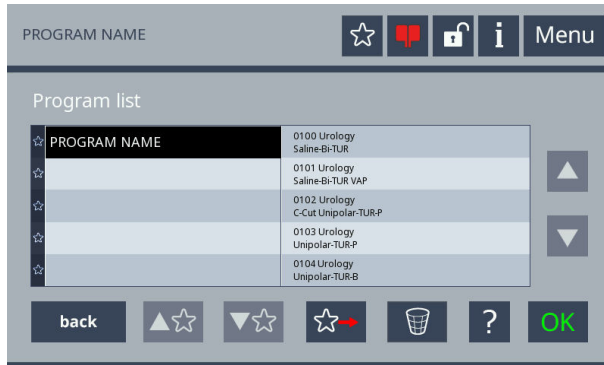 PROGRAM NAME
i
Menu
Program list
PROGRAM NAME
0100 Urology
Saline-Bi-TUR
0101 Urology
Saline-Bi-TUR VAP
0102 Urology
C-Cut Unipolar-TUR-P
0103 Urology
Unipolar-TUR-P
0104 Urology
Unipolar-TUR-B
back
?
OK